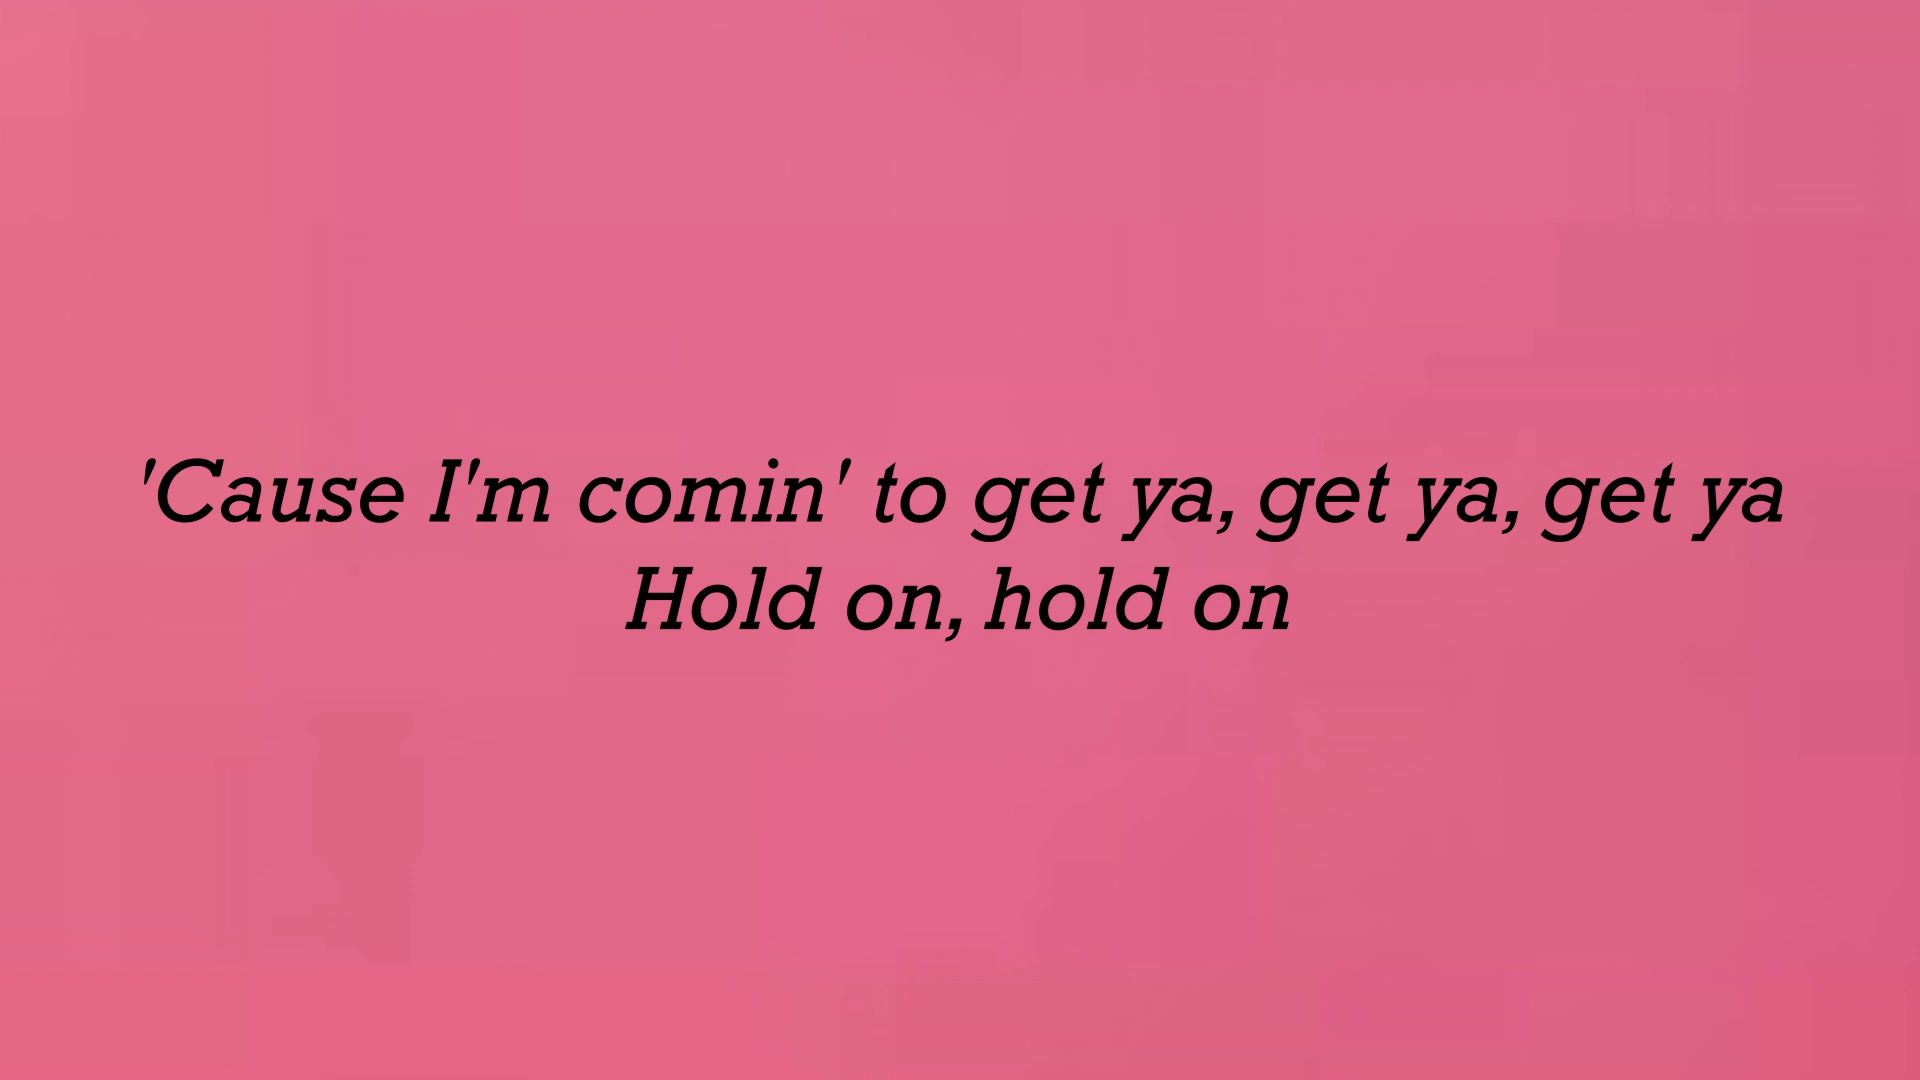 'Cause I'm comin' to get ya, get ya, get ya
Hold on, hold on